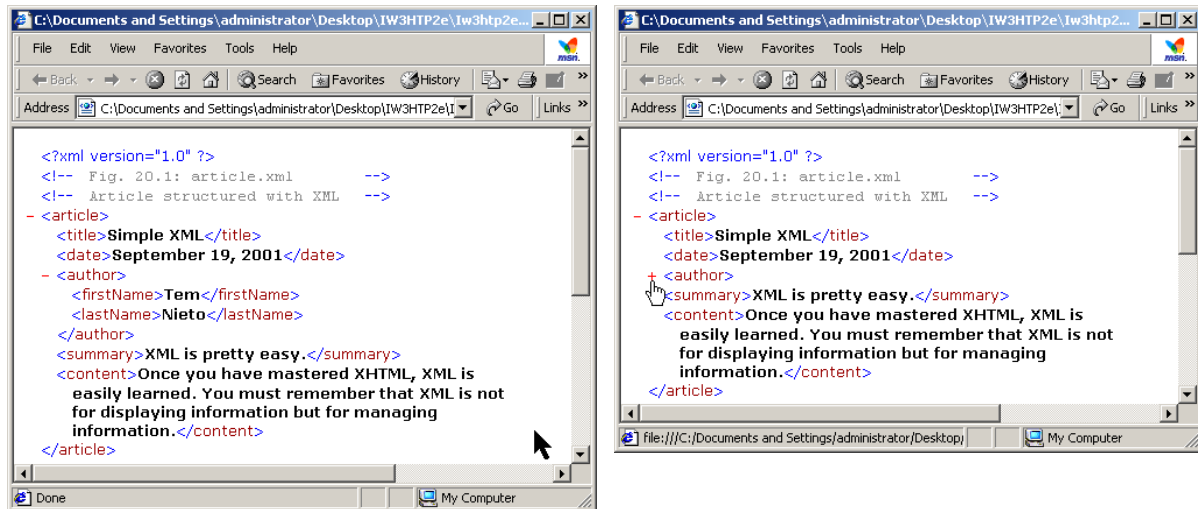 C:\Documents and Settings\administrator\Desktop\IW3HTP2e\Iw3htp2e...
File Edit View Favorites Tools Help
msn.
Back Search Favorites History »
Address C:\Documents and Settings\administrator\Desktop\IW3HTP2e\I Go Links »
<?xml version="1.0" ?>
<!-- Fig. 20.1: article.xml -->
<!-- Article structured with XML -->
- <article>
<title>Simple XML</title>
<date>September 19, 2001</date>
- <author>
<firstName>Tem</firstName>
<lastName>Nieto</lastName>
</author>
<summary>XML is pretty easy.</summary>
<content>Once you have mastered XHTML, XML is
easily learned. You must remember that XML is not
for displaying information but for managing
information.</content>
</article>
Done My Computer
C:\Documents and Settings\administrator\Desktop\IW3HTP2e\Iw3htp2...
File Edit View Favorites Tools Help
msn.
Back Search Favorites History »
Address C:\Documents and Settings\administrator\Desktop\IW3HTP2e\ Go Links »
<?xml version="1.0" ?>
<!-- Fig. 20.1: article.xml -->
<!-- Article structured with XML -->
- <article>
<title>Simple XML</title>
<date>September 19, 2001</date>
+ <author>
<summary>XML is pretty easy.</summary>
<content>Once you have mastered XHTML, XML is
easily learned. You must remember that XML is not
for displaying information but for managing
information.</content>
</article>
file:///C:/Documents and Settings/administrator/Desktop/ My Computer